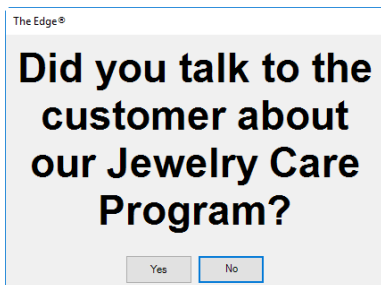 The Edge®
Did you talk to the
customer about
our Jewelry Care
Program?
Yes No